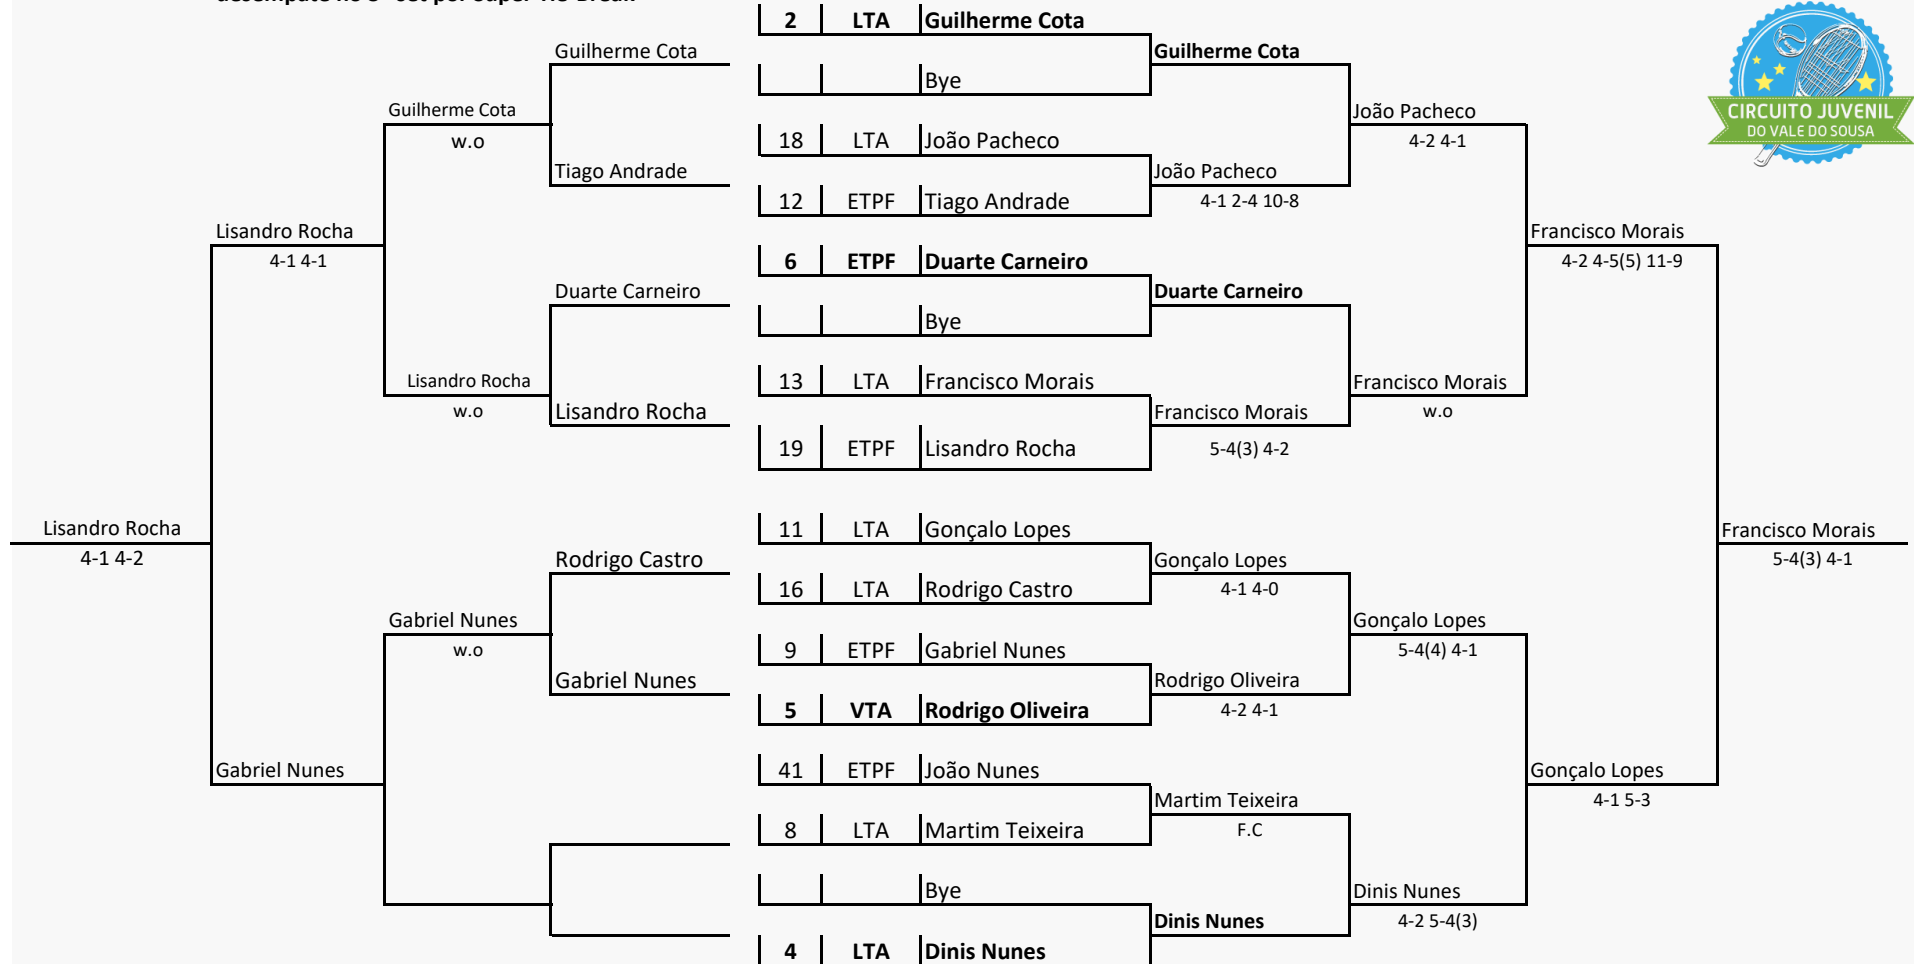 2 LTA Guilherme Cota
Guilherme Cota
Guilherme Cota
Bye
Guilherme Cota
w.o
João Pacheco
4-2 4-1
CIRCUITO JUVENIL
DO VALE DO SOUSA
18 LTA João Pacheco
Tiago Andrade
João Pacheco
4-1 2-4 10-8
12 ETPF Tiago Andrade
Lisandro Rocha
4-1 4-1
Francisco Morais
4-2 4-5(5) 11-9
6 ETPF Duarte Carneiro
Duarte Carneiro
Duarte Carneiro
Bye
Lisandro Rocha
w.o
13 LTA Francisco Morais
Francisco Morais
w.o
Lisandro Rocha
Francisco Morais
5-4(3) 4-2
19 ETPF Lisandro Rocha
Lisandro Rocha
4-1 4-2
11 LTA Gonçalo Lopes
Francisco Morais
5-4(3) 4-1
Rodrigo Castro
Gonçalo Lopes
4-1 4-0
16 LTA Rodrigo Castro
Gabriel Nunes
w.o
Gonçalo Lopes
5-4(4) 4-1
9 ETPF Gabriel Nunes
Gabriel Nunes
Rodrigo Oliveira
4-2 4-1
5 VTA Rodrigo Oliveira
Gabriel Nunes
41 ETPF João Nunes
Gonçalo Lopes
4-1 5-3
Martim Teixeira
F.C
8 LTA Martim Teixeira
Bye
Dinis Nunes
4-2 5-4(3)
Dinis Nunes
4 LTA Dinis Nunes